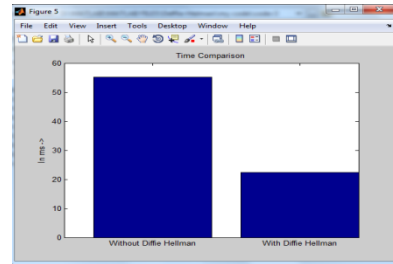 Figure 5
File Edit View Insert Tools Desktop Window Help
Time Comparison
60
50
40
30
20
10
0
In ms->
Without Diffie Hellman With Diffie Hellman